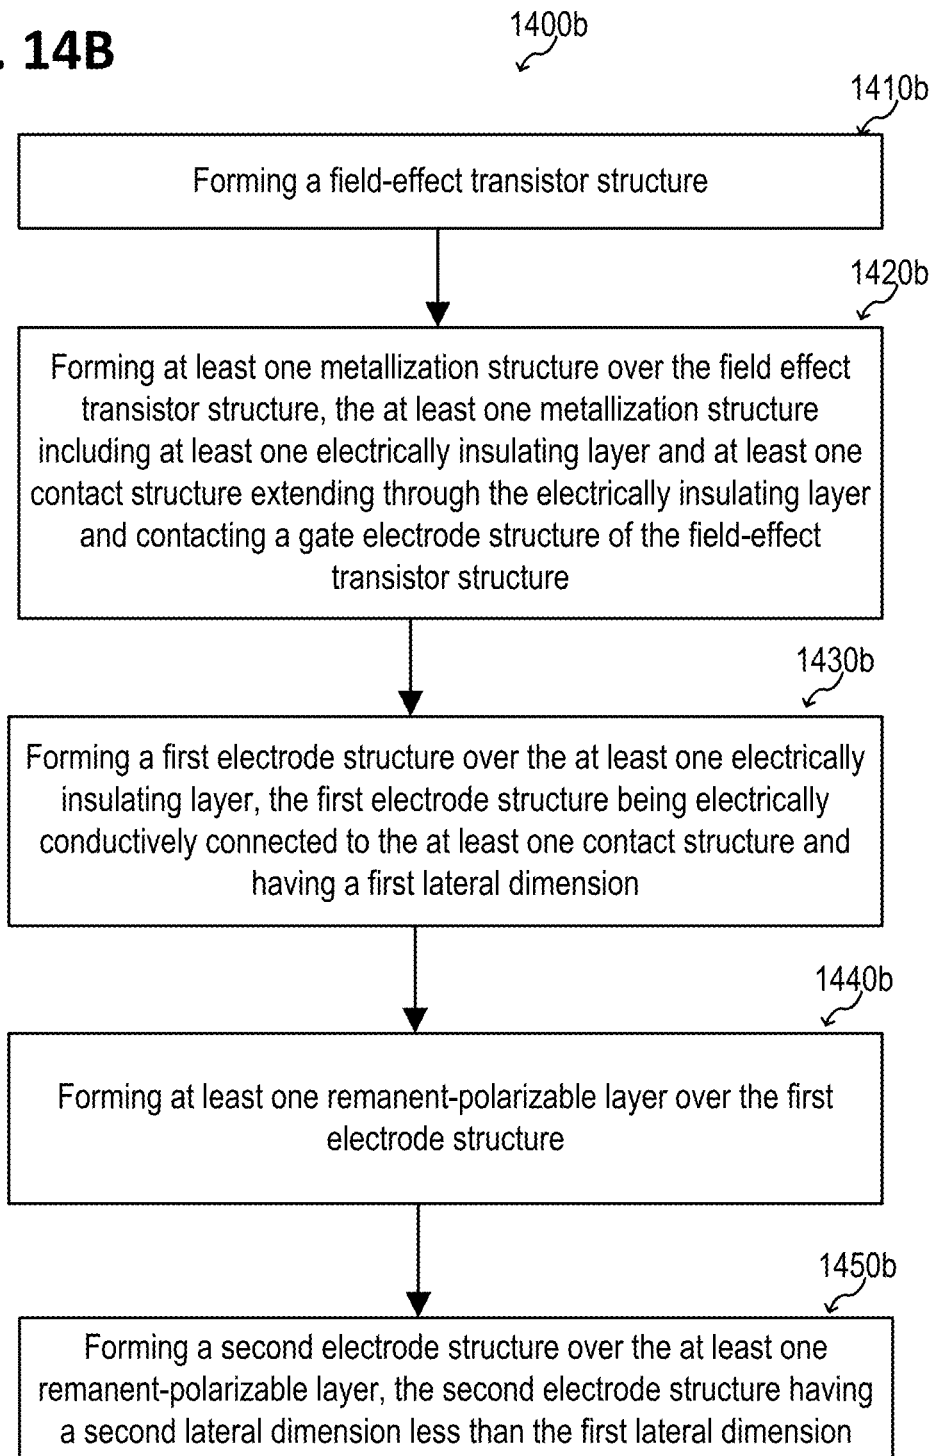 . 14B
1400b
1410b
Forming a field-effect transistor structure
1420b
Forming at least one metallization structure over the field effect
transistor structure, the at least one metallization structure
including at least one electrically insulating layer and at least one
contact structure extending through the electrically insulating layer
and contacting a gate electrode structure of the field-effect
transistor structure
1430b
Forming a first electrode structure over the at least one electrically
insulating layer, the first electrode structure being electrically
conductively connected to the at least one contact structure and
having a first lateral dimension
1440b
Forming at least one remanent-polarizable layer over the first
electrode structure
1450b
Forming a second electrode structure over the at least one
remanent-polarizable layer, the second electrode structure having
a second lateral dimension less than the first lateral dimension